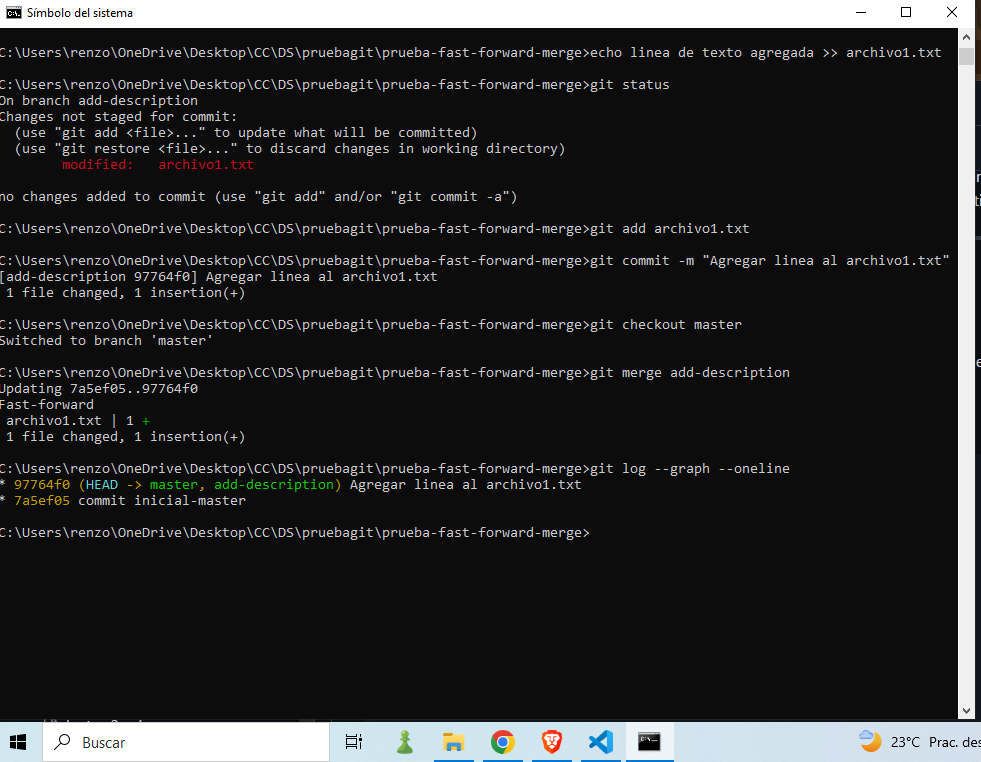 Símbolo del sistema
C:\Users\renzo\OneDrive\Desktop\CC\DS\pruebagit\prueba-fast-forward-merge>echo linea de texto agregada >> archivo1.txt
C:\Users\renzo\OneDrive\Desktop\CC\DS\pruebagit\prueba-fast-forward-merge>git status
On branch add-description
Changes not staged for commit:
  (use "git add <file>..." to update what will be committed)
  (use "git restore <file>..." to discard changes in working directory)
        modified:   archivo1.txt
no changes added to commit (use "git add" and/or "git commit -a")
C:\Users\renzo\OneDrive\Desktop\CC\DS\pruebagit\prueba-fast-forward-merge>git add archivo1.txt
C:\Users\renzo\OneDrive\Desktop\CC\DS\pruebagit\prueba-fast-forward-merge>git commit -m "Agregar linea al archivo1.txt"
[add-description 97764f0] Agregar linea al archivo1.txt
 1 file changed, 1 insertion(+)
C:\Users\renzo\OneDrive\Desktop\CC\DS\pruebagit\prueba-fast-forward-merge>git checkout master
Switched to branch 'master'
C:\Users\renzo\OneDrive\Desktop\CC\DS\pruebagit\prueba-fast-forward-merge>git merge add-description
Updating 7a5ef05..97764f0
Fast-forward
 archivo1.txt | 1 +
 1 file changed, 1 insertion(+)
C:\Users\renzo\OneDrive\Desktop\CC\DS\pruebagit\prueba-fast-forward-merge>git log --graph --oneline
* 97764f0 (HEAD -> master, add-description) Agregar linea al archivo1.txt
* 7a5ef05 commit inicial-master
C:\Users\renzo\OneDrive\Desktop\CC\DS\pruebagit\prueba-fast-forward-merge>
Buscar
23°C Prac. des